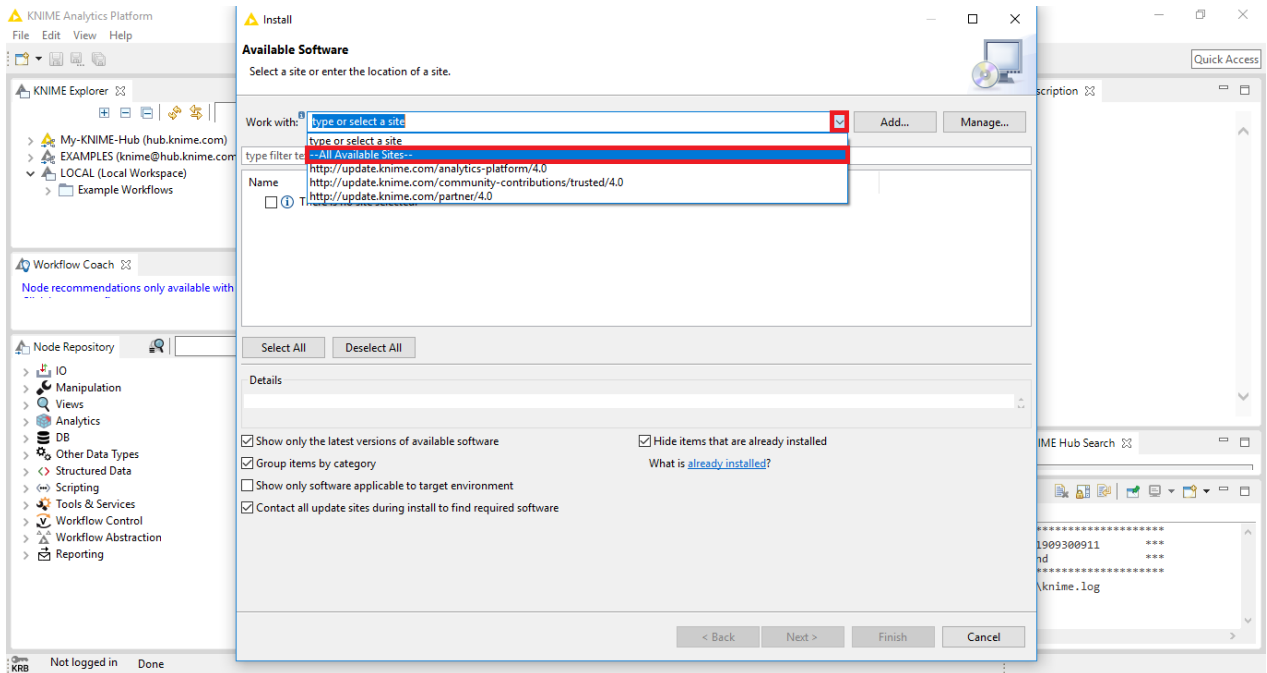 KNIME Analytics Platform
File Edit View Help
Quick Access
KNIME Explorer
My-KNIME-Hub (hub.knime.com)
EXAMPLES (knime@hub.knime.com
LOCAL (Local Workspace)
Example Workflows
Workflow Coach
Node recommendations only available with
Node Repository
IO
Manipulation
Views
Analytics
DB
Other Data Types
Structured Data
Scripting
Tools & Services
Workflow Control
Workflow Abstraction
Reporting
KRB Not logged in Done
Install
Available Software
Select a site or enter the location of a site.
Work with: type or select a site Add... Manage...
type or select a site
type filter te --All Available Sites--
http://update.knime.com/analytics-platform/4.0
Name http://update.knime.com/community-contributions/trusted/4.0
http://update.knime.com/partner/4.0
Select All Deselect All
Details
Show only the latest versions of available software
Hide items that are already installed
Group items by category
What is already installed?
Show only software applicable to target environment
Contact all update sites during install to find required software
< Back Next > Finish Cancel
scription
IME Hub Search
*********************
1909300911 ***
nd ***
*********************
\knime.log